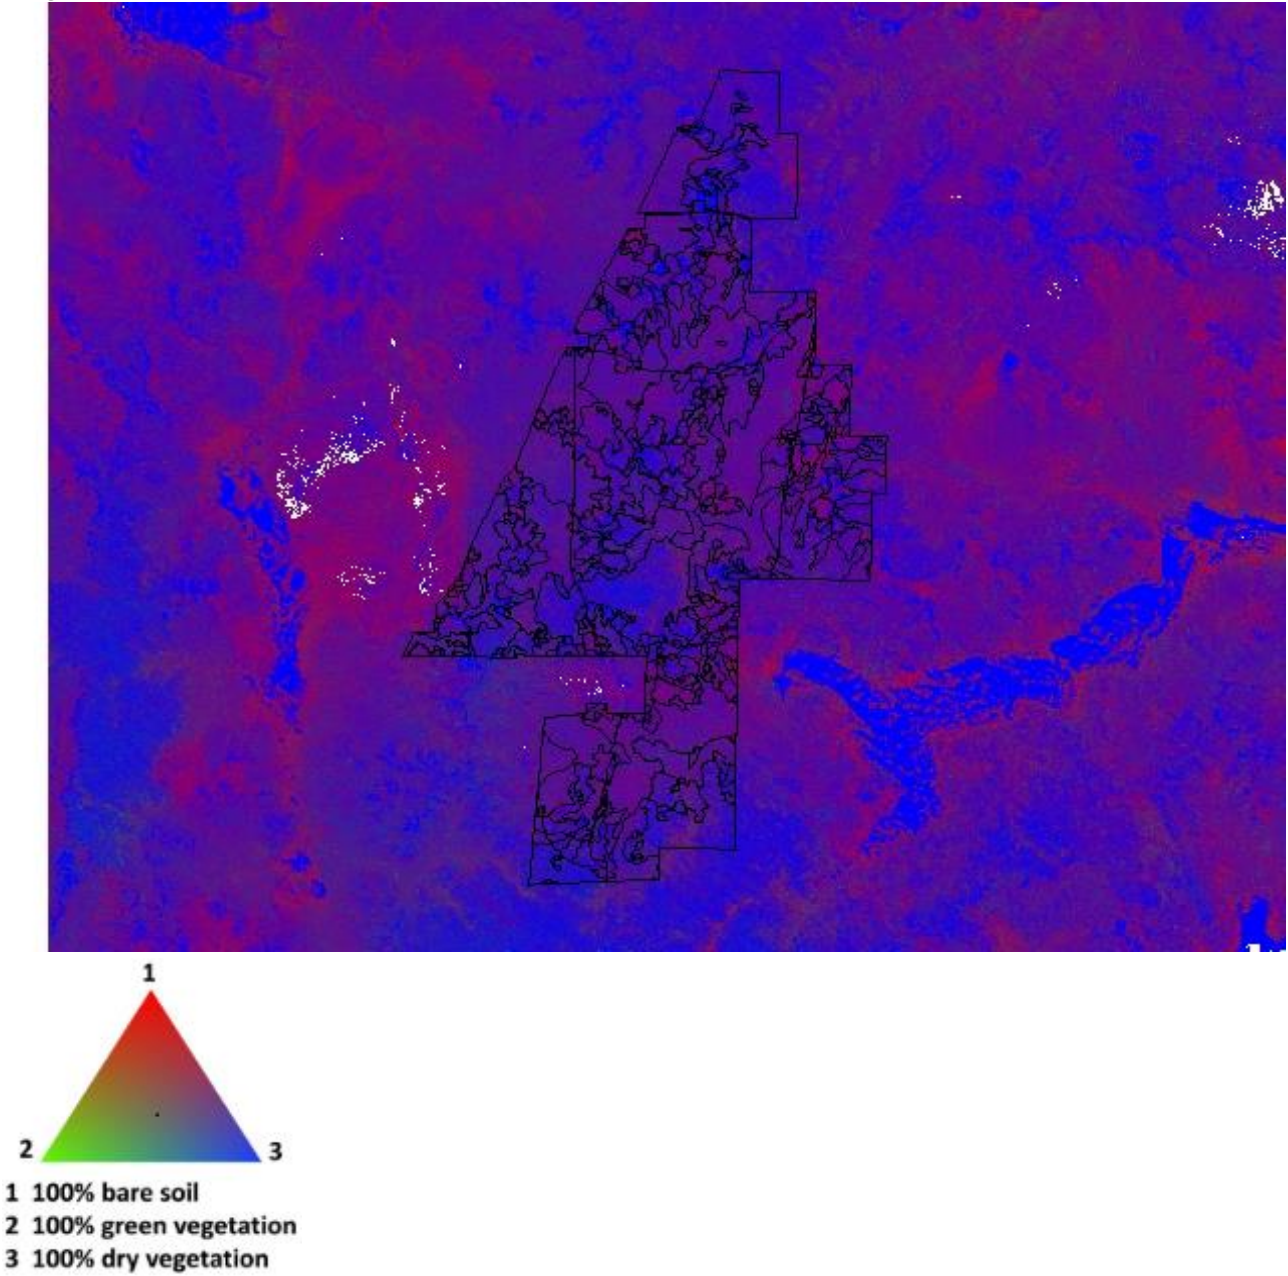 1
2
3
1 100% bare soil
2 100% green vegetation
3 100% dry vegetation